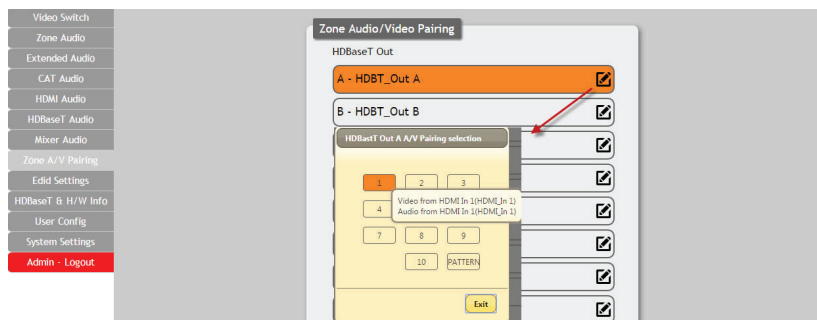 Video Switch
Zone Audio
Extended Audio
CAT Audio
HDMI Audio
HDBaseT Audio
Mixer Audio
Zone A/V Pairing
Edid Settings
HDBaseT & H/W Info
User Config
System Settings
Admin - Logout
Zone Audio/Video Pairing
HDBaseT Out
A - HDBT_Out A
B - HDBT_Out B
HDBastT Out A A/V Pairing selection
1 2 3
4
Video from HDMI In 1(HDMI_In 1)
Audio from HDMI In 1(HDMI_In 1)
7 8 9
10 PATTERN
Exit